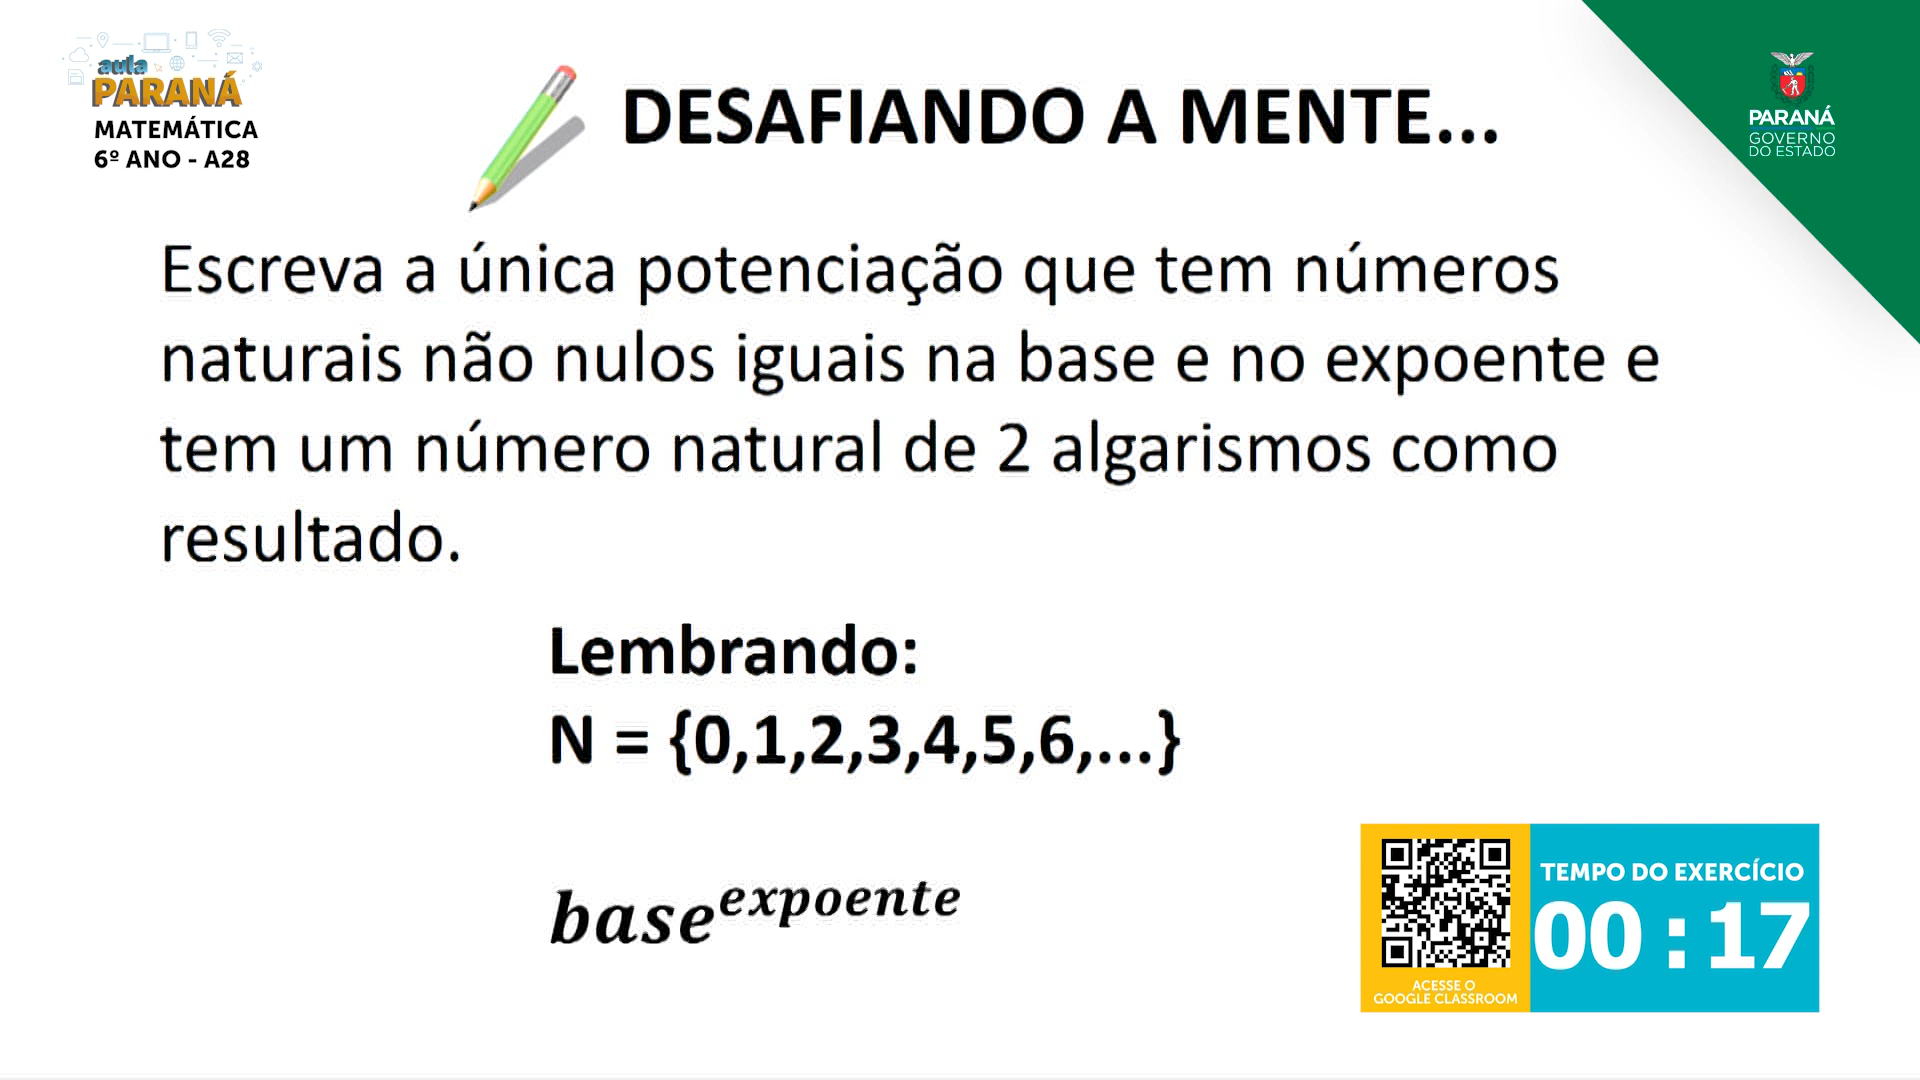 aula
PARANÁ
MATEMÁTICA
6º ANO - A28
DESAFIANDO A MENTE...
PARANÁ
GOVERNO
DO ESTADO
Escreva a única potenciação que tem números
naturais não nulos iguais na base e no expoente e
tem um número natural de 2 algarismos como
resultado.
Lembrando:
N = {0,1,2,3,4,5,6,...}
base^expoente
TEMPO DO EXERCÍCIO
00 : 17
ACESSE O
GOOGLE CLASSROOM